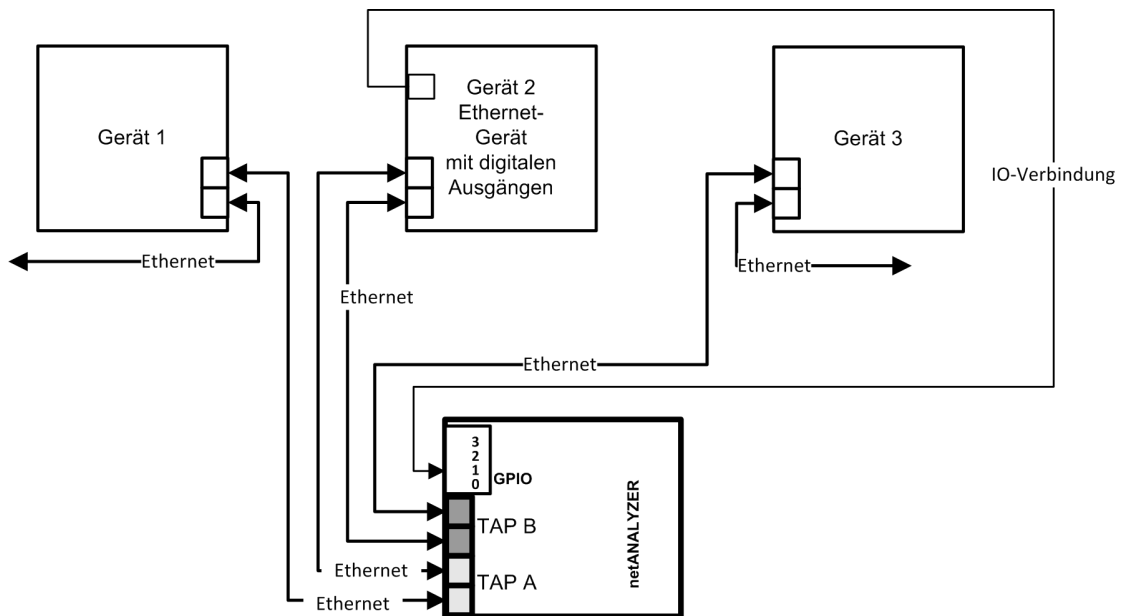 Gerät 1
Gerät 2
Ethernet-
Gerät
mit digitalen
Ausgängen
Gerät 3
IO-Verbindung
Ethernet
Ethernet
Ethernet
Ethernet
3
2
1
0
GPIO
TAP B
netANALYZER
Ethernet
TAP A
Ethernet